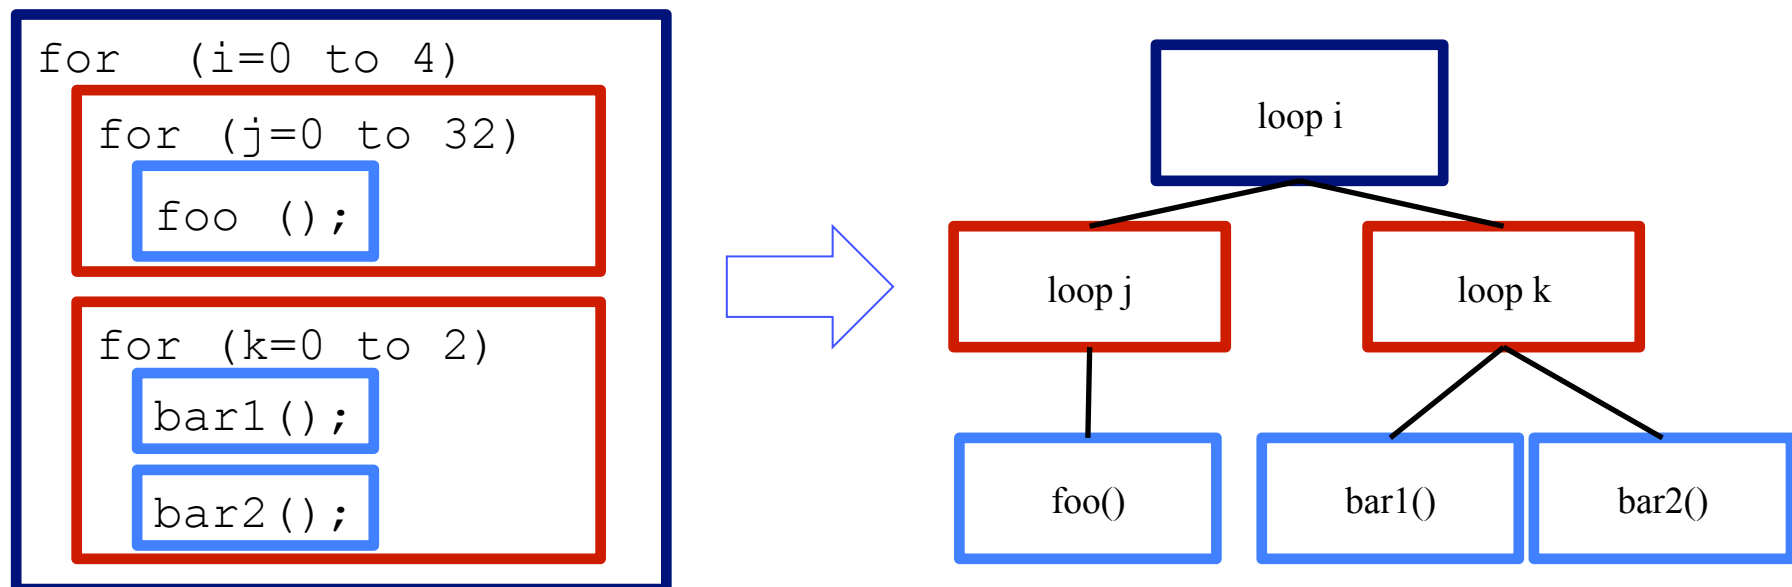 for  (i=0 to 4)
for (j=0 to 32)
foo ();
for (k=0 to 2)
bar1();
bar2();
loop i
loop j
loop k
foo()
bar1()
bar2()